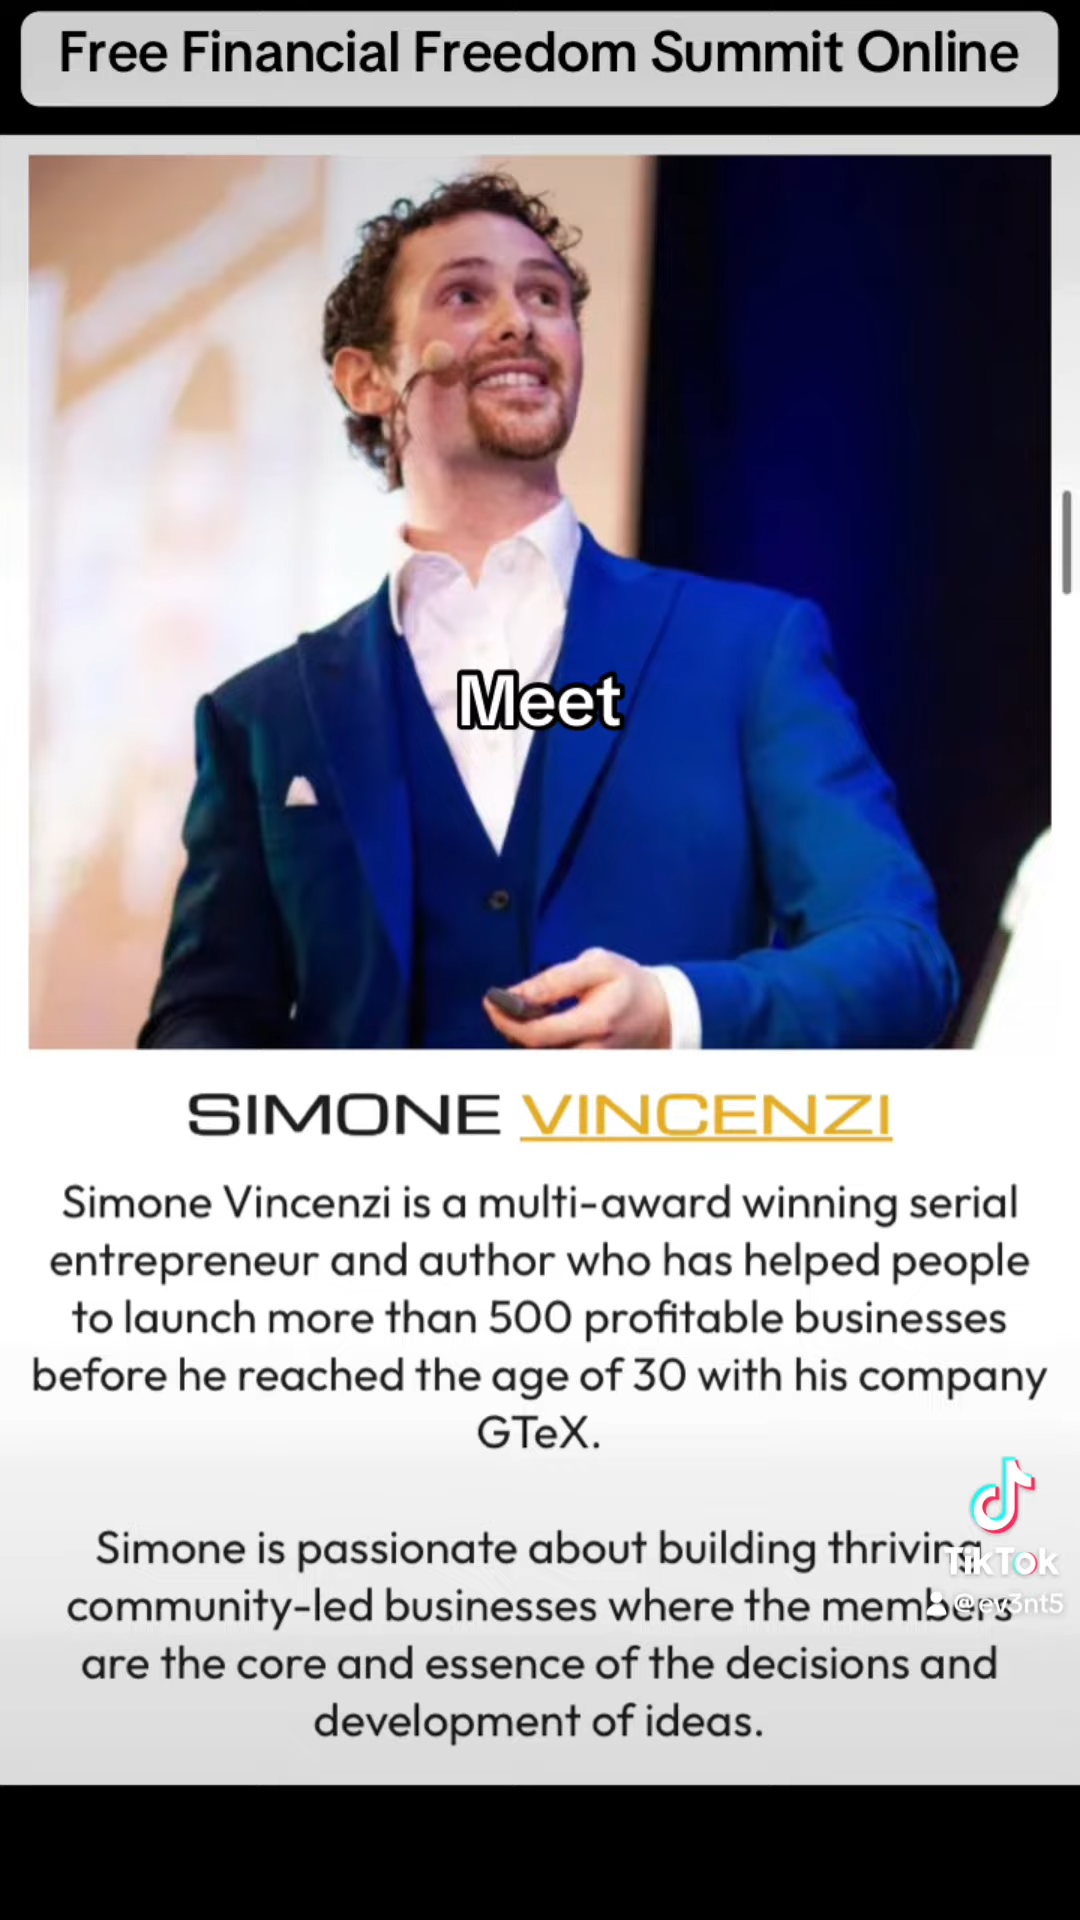 Free Financial Freedom Summit Online
Meet
SIMONE VINCENZI
Simone Vincenzi is a multi-award winning serial
entrepreneur and author who has helped people
to launch more than 500 profitable businesses
before he reached the age of 30 with his company
GTeX.
Simone is passionate about building thriving
community-led businesses where the members
are the core and essence of the decisions and
development of ideas.
TikTok
@ev3nt5